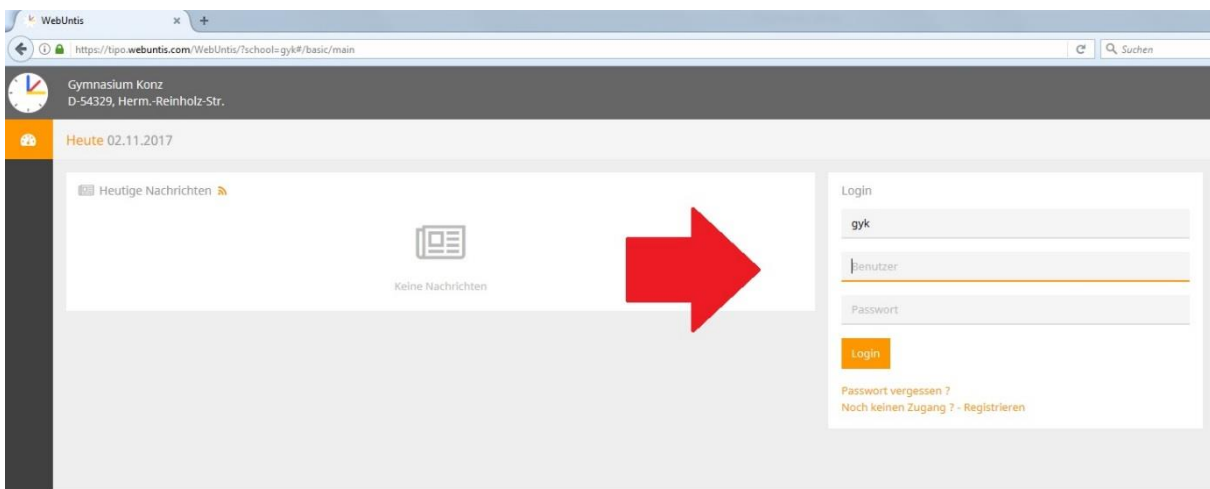 WebUntis
https://tipo.webuntis.com/WebUntis/?school=gyk#/basic/main
Suchen
Gymnasium Konz
D-54329, Herm.-Reinholz-Str.
Heute 02.11.2017
Heutige Nachrichten
Keine Nachrichten
Login
gyk
Benutzer
Passwort
Login
Passwort vergessen ?
Noch keinen Zugang ? - Registrieren